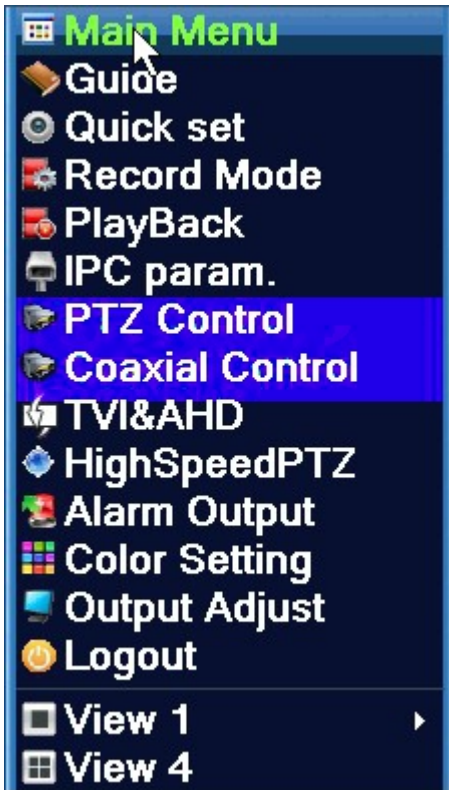 Main Menu
Guide
Quick set
Record Mode
PlayBack
IPC param.
PTZ Control
Coaxial Control
TVI&AHD
HighSpeedPTZ
Alarm Output
Color Setting
Output Adjust
Logout
View 1
View 4